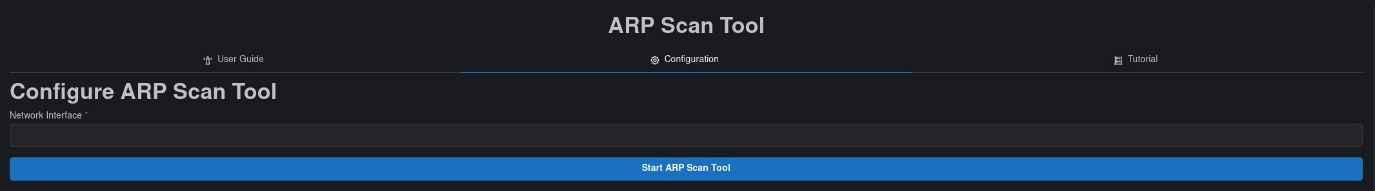 ARP Scan Tool
User Guide
Configuration
Tutorial
Configure ARP Scan Tool
Network Interface *
Start ARP Scan Tool